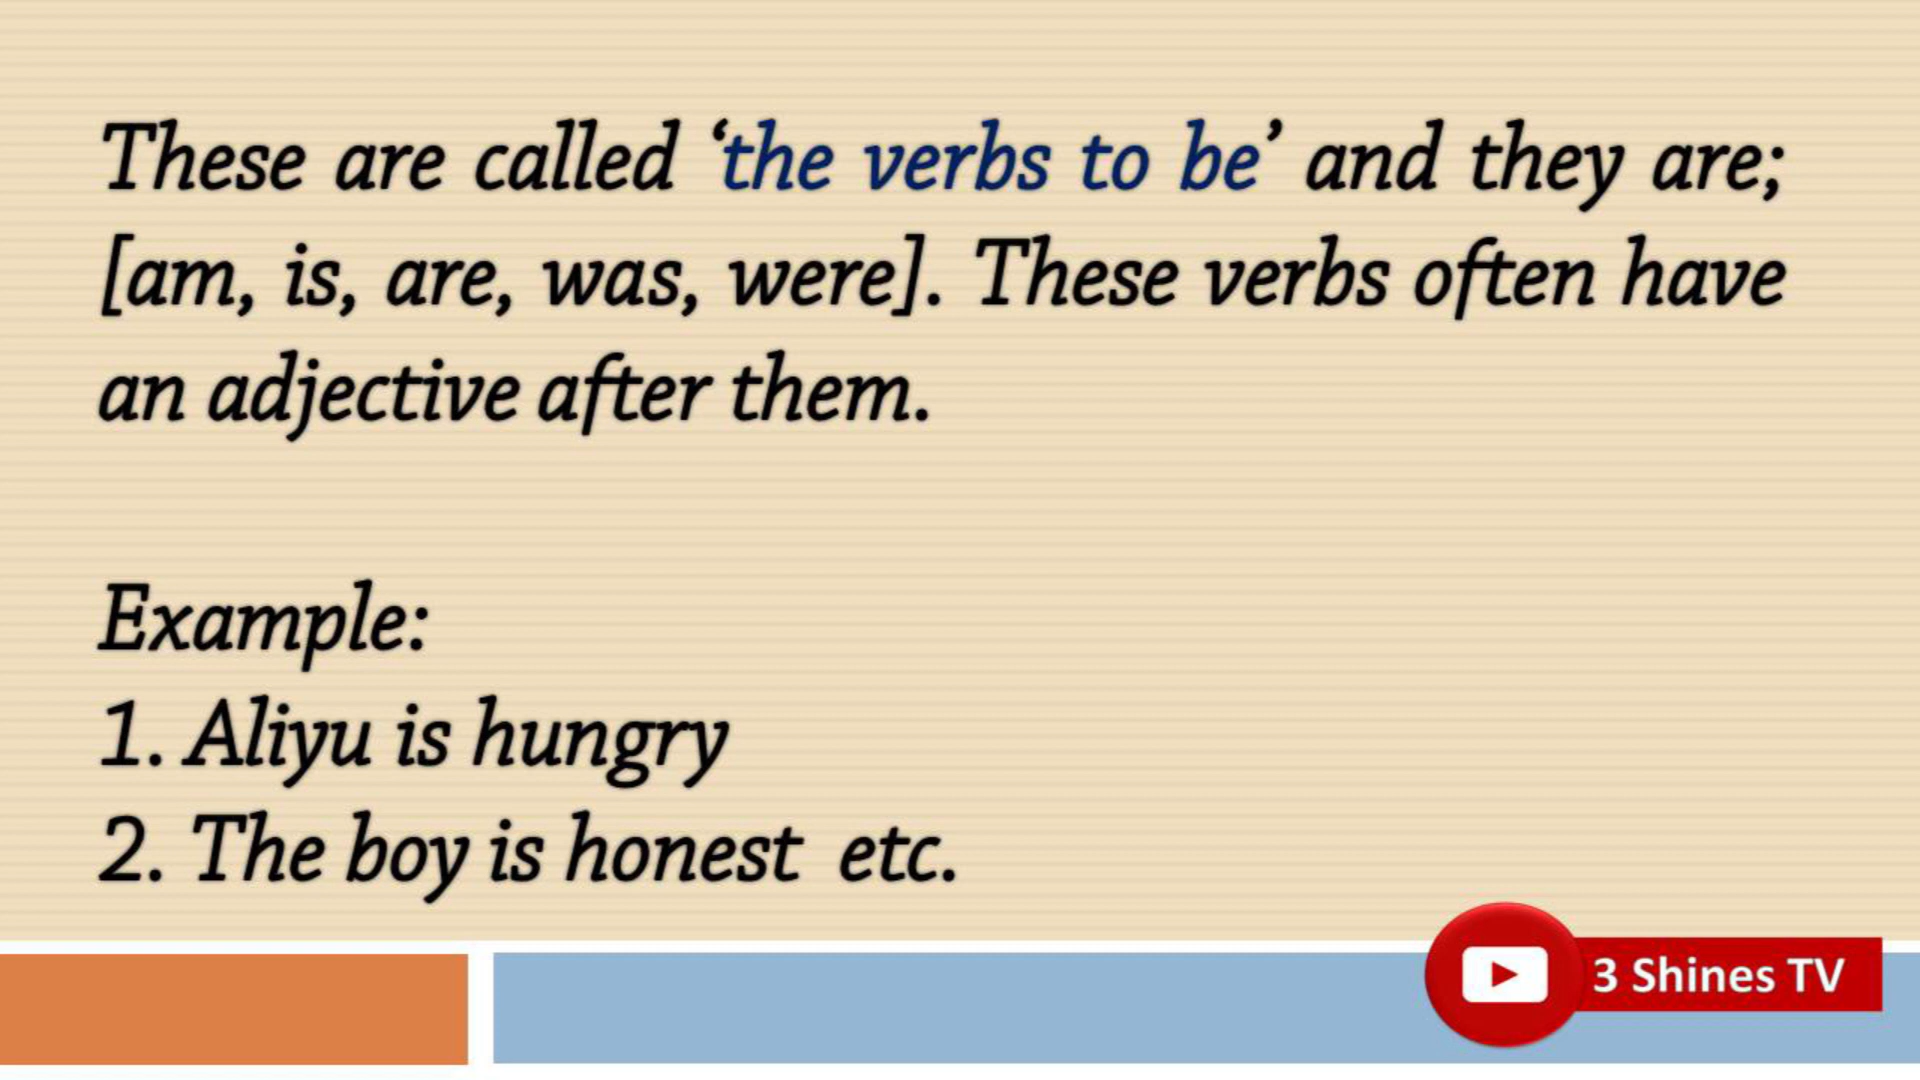 These are called ‘the verbs to be’ and they are;
[am, is, are, was, were]. These verbs often have
an adjective after them.
Example:
1. Aliyu is hungry
2. The boy is honest etc.
3 Shines TV